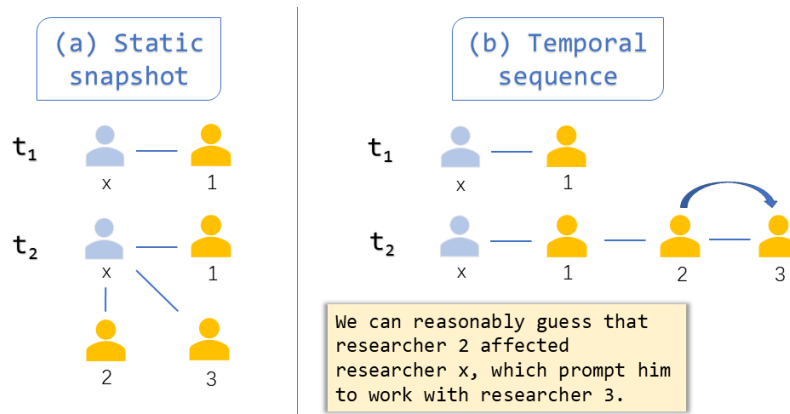 (a) Static
snapshot
t1
x
1
t2
x
1
2
3
(b) Temporal
sequence
t1
x
1
t2
x
1
2
3
We can reasonably guess that
researcher 2 affected
researcher x, which prompt him
to work with researcher 3.